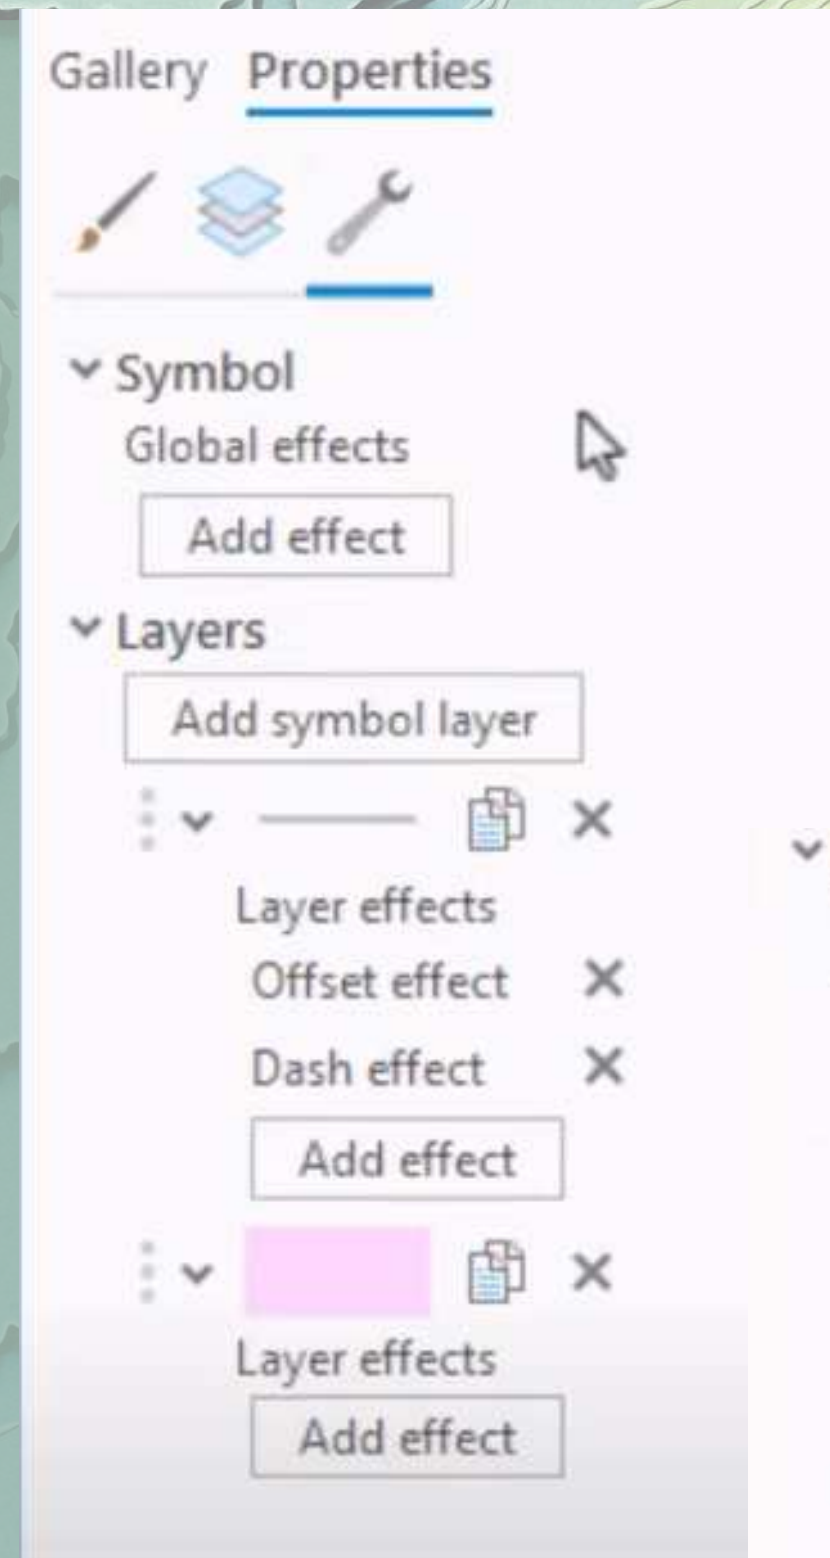 Gallery Properties
Symbol
Global effects
Add effect
Layers
Add symbol layer
Layer effects
Offset effect
Dash effect
Add effect
Layer effects
Add effect